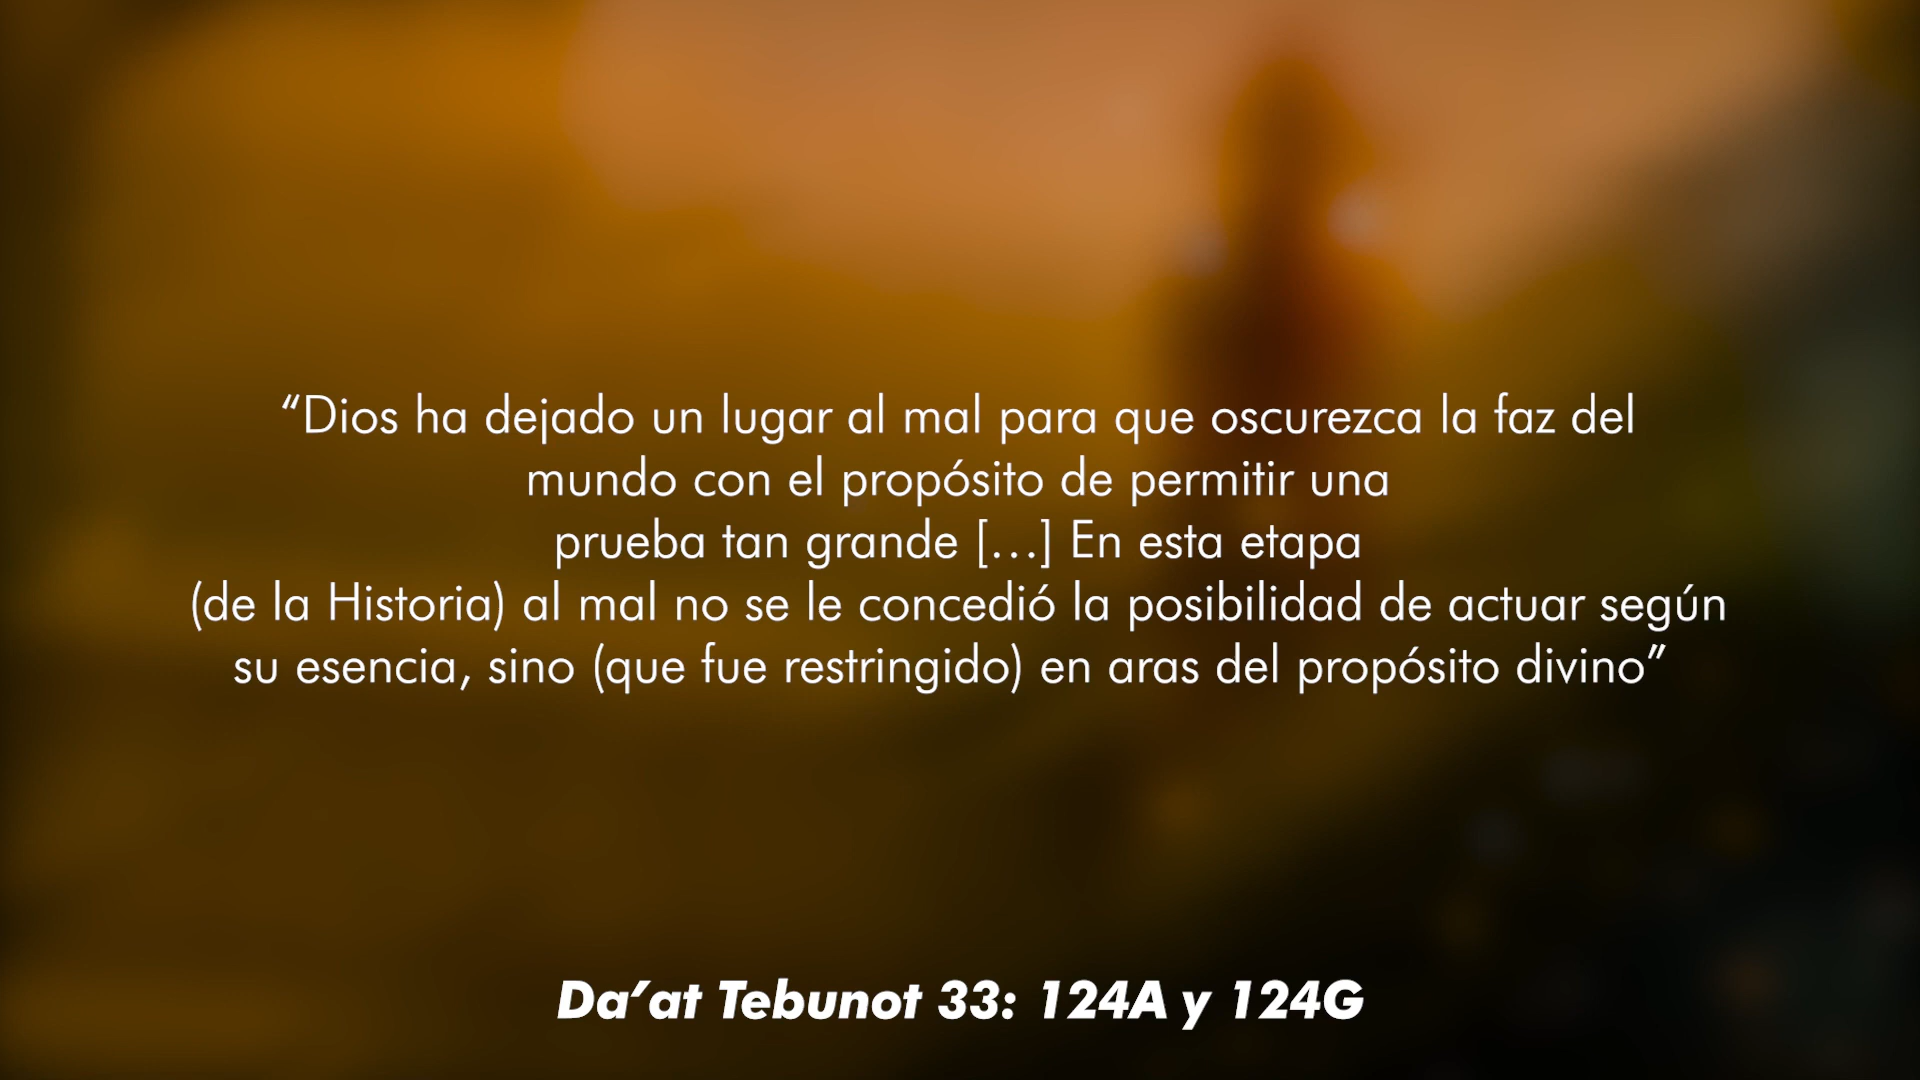 “Dios ha dejado un lugar al mal para que oscurezca la faz del
mundo con el propósito de permitir una
prueba tan grande [...] En esta etapa
(de la Historia) al mal no se le concedió la posibilidad de actuar según
su esencia, sino (que fue restringido) en aras del propósito divino”
Da’at Tebunot 33: 124A y 124G